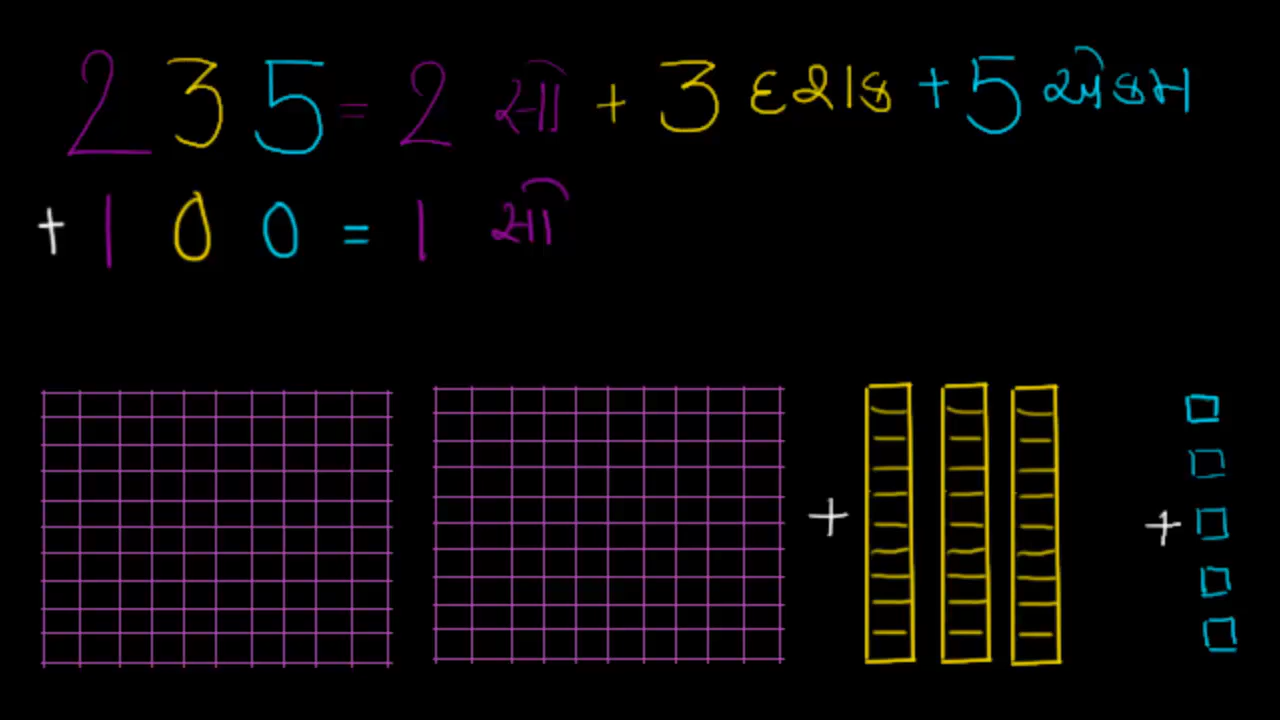 235 = 2 સો + 3 દશક + 5 એકમ
+ 100 = 1 સો
+ +